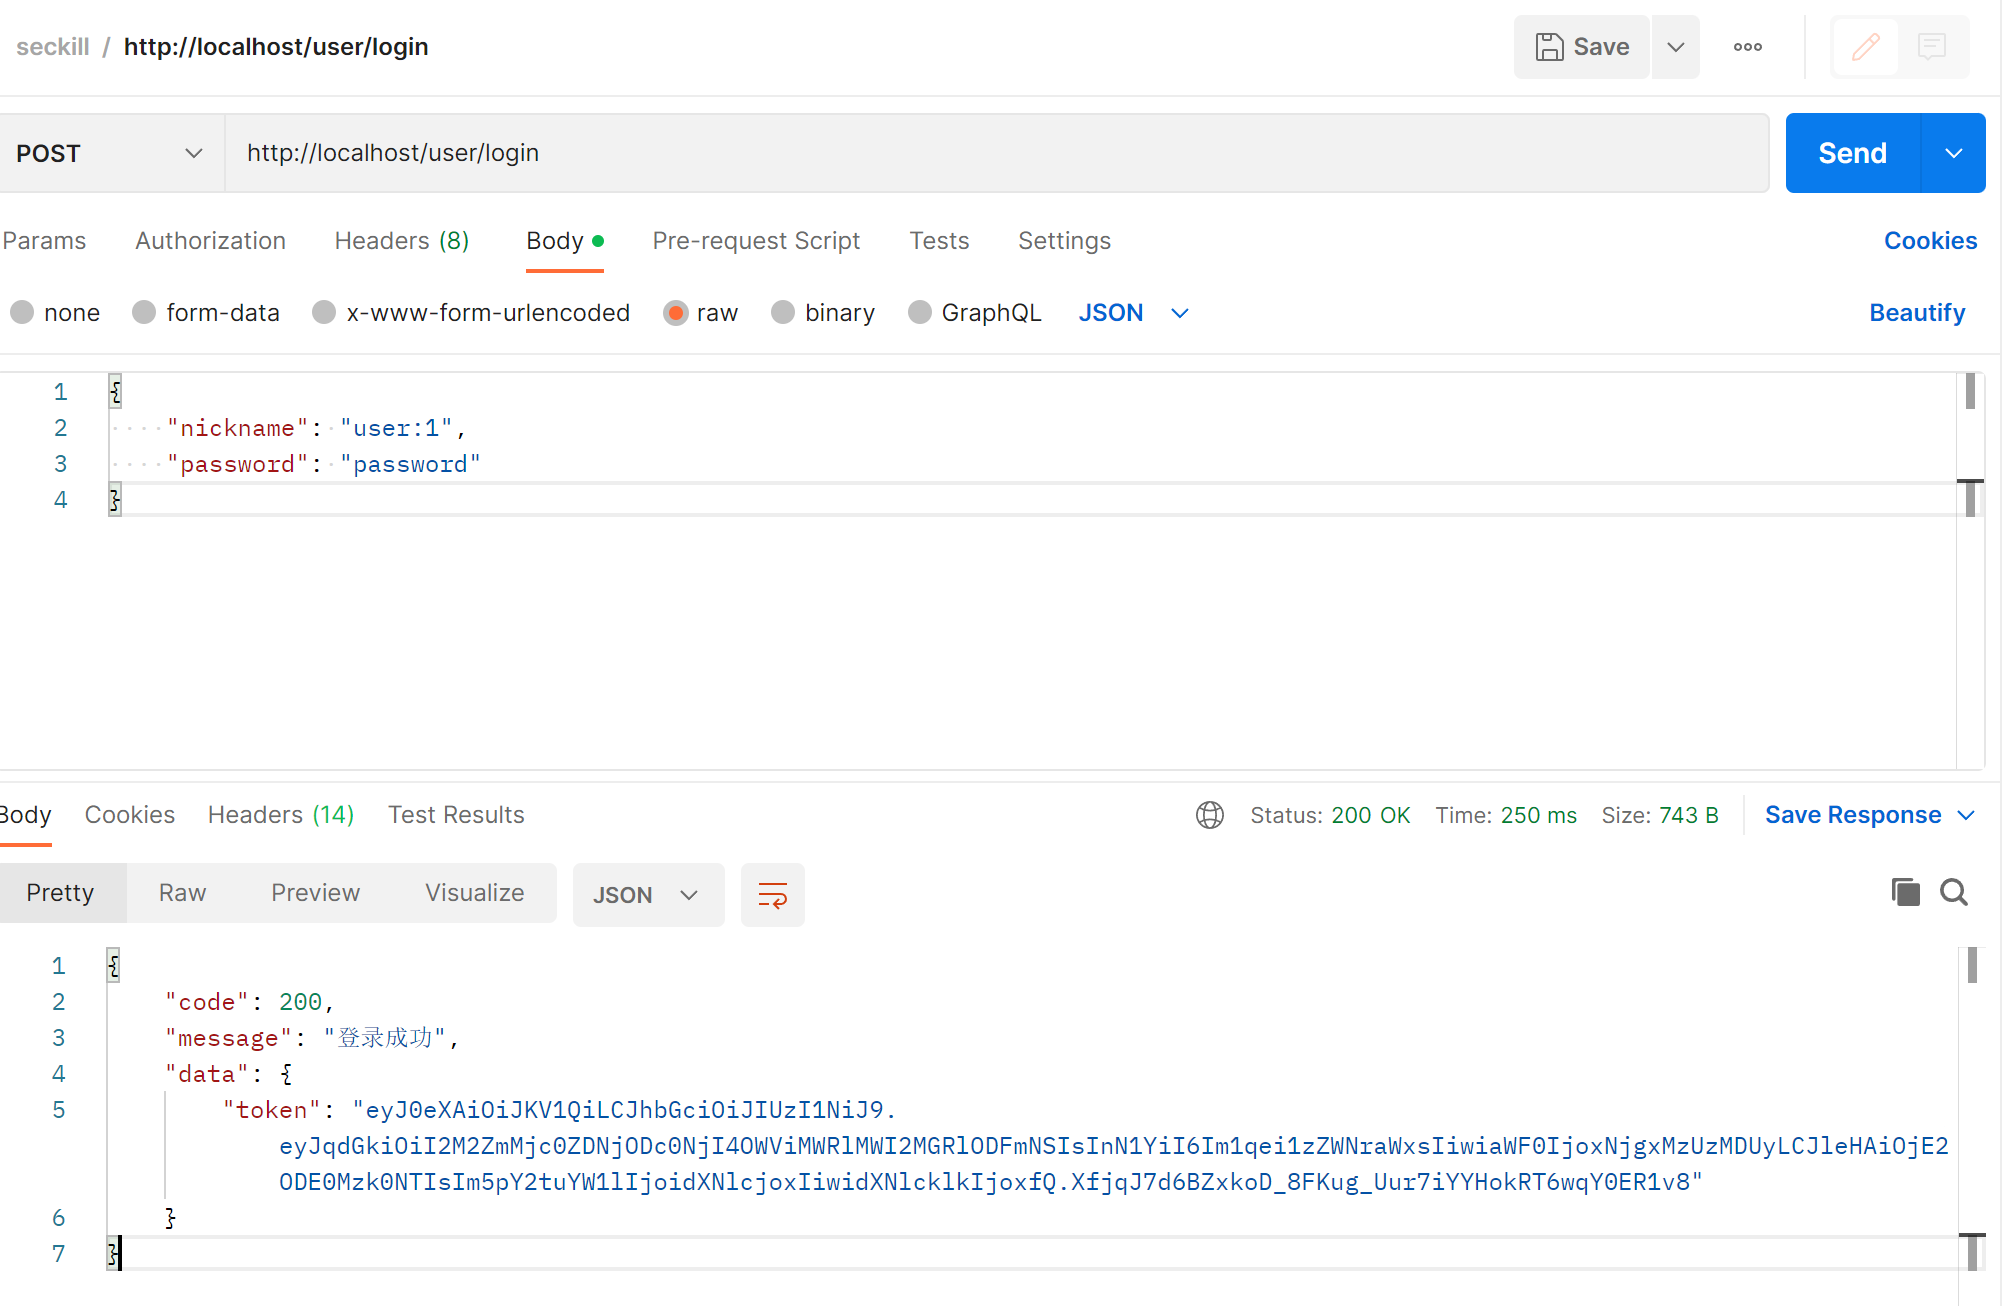 seckill / http://localhost/user/login
Save
POST
http://localhost/user/login
Send
Params Authorization Headers (8) Body Pre-request Script Tests Settings Cookies
none form-data x-www-form-urlencoded raw binary GraphQL JSON Beautify
1 {
2 "nickname": "user:1",
3 "password": "password"
4 }
Body Cookies Headers (14) Test Results Status: 200 OK Time: 250 ms Size: 743 B Save Response
Pretty Raw Preview Visualize JSON
1 {
2 "code": 200,
3 "message": "登录成功",
4 "data": {
5 "token": "eyJ0eXAiOiJKV1QiLCJhbGciOiJIUzI1NiJ9.
eyJqdGkiOiI2M2ZmMjc0ZDNjODc0NjI4OWViMWRlMWI2MGRlODFmNSIsInN1YiI6Im1qei1zZWNraWxsIiwiaWF0IjoxNjgxMzUzMDUyLCJleHAiOjE2
ODE0Mzk0NTIsIm5pY2tuYW1lIjoidXNlcjoxIiwidXNlcklkIjoxfQ.XfjqJ7d6BZxkoD_8FKug_Uur7iYYHokRT6wqY0ER1v8"
6 }
7 }